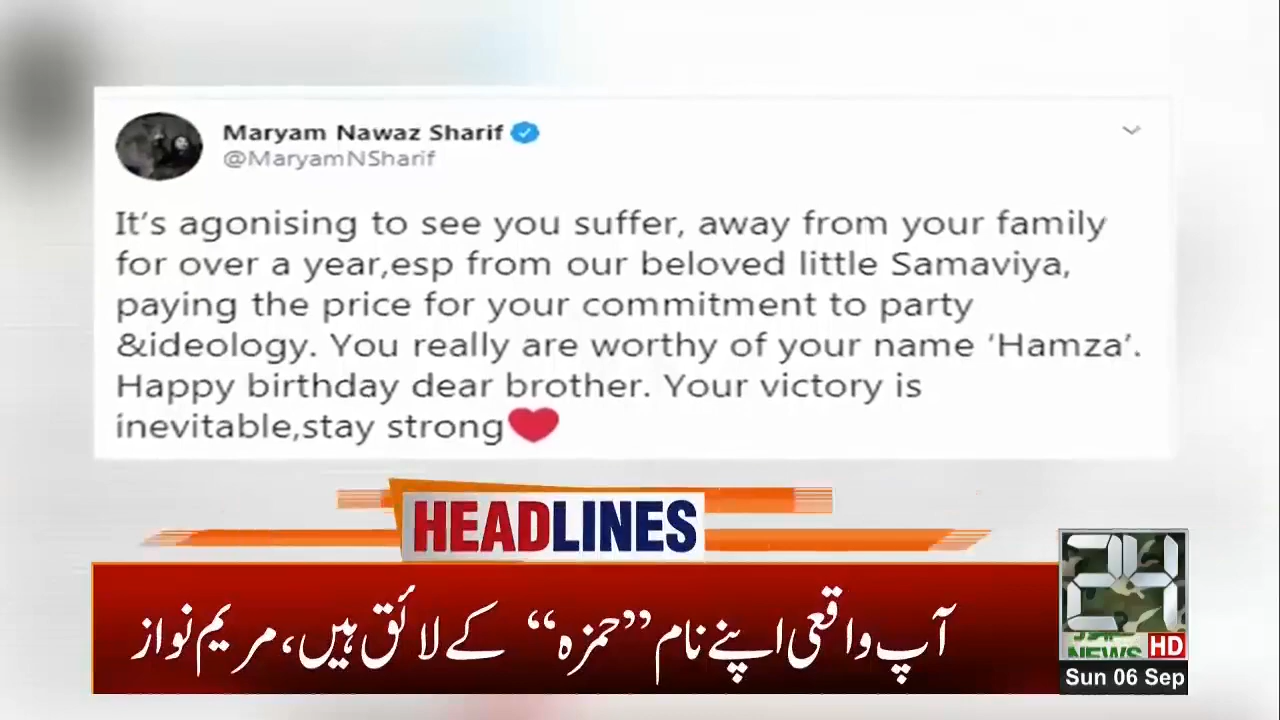 Maryam Nawaz Sharif
@MaryamNSharif
It's agonising to see you suffer, away from your family
for over a year,esp from our beloved little Samaviya,
paying the price for your commitment to party
&ideology. You really are worthy of your name 'Hamza'.
Happy birthday dear brother. Your victory is
inevitable,stay strong❤
HEADLINES
آپ واقعی اپنے نام ”حمزہ“ کے لائق ہیں، مریم نواز
24
NEWS HD
Sun 06 Sep